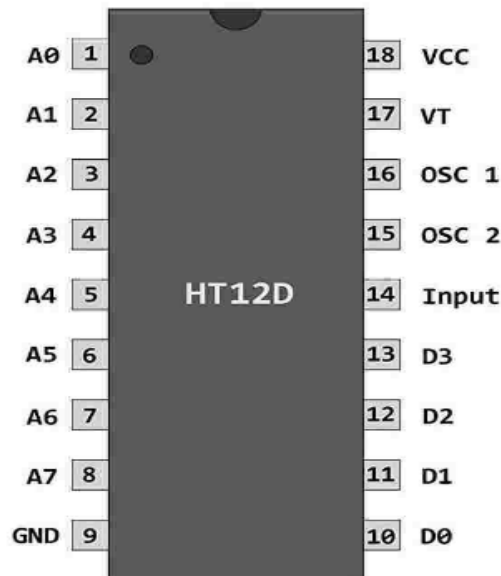 A0 1 18 VCC
A1 2 17 VT
A2 3 16 OSC 1
A3 4 15 OSC 2
A4 5 HT12D 14 Input
A5 6 13 D3
A6 7 12 D2
A7 8 11 D1
GND 9 10 D0